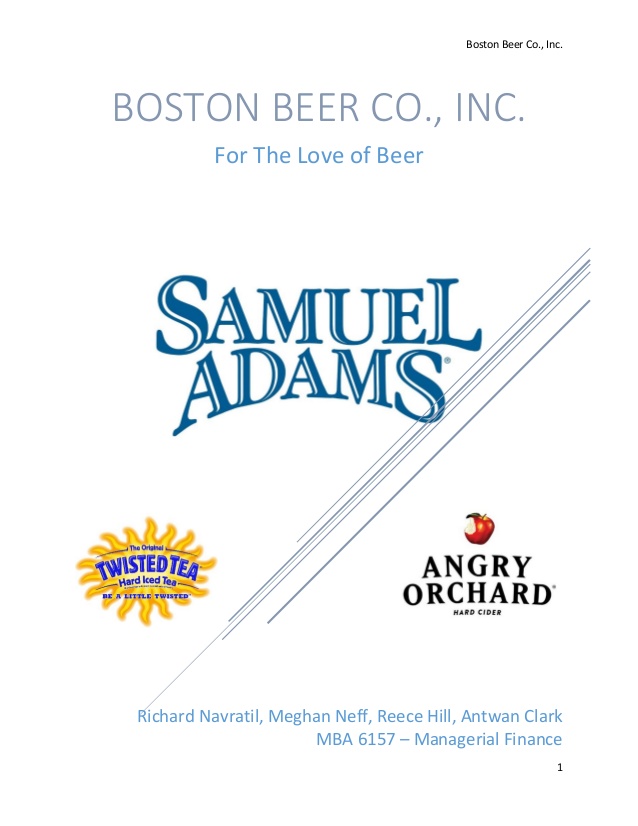 Boston Beer Co., Inc.
BOSTON BEER CO., INC.
For The Love of Beer
SAMUEL
ADAMS®
The Original
TWISTED TEA
Hard Iced Tea
BE A LITTLE TWISTED™
ANGRY
ORCHARD®
HARD CIDER
Richard Navratil, Meghan Neff, Reece Hill, Antwan Clark
MBA 6157 – Managerial Finance
1